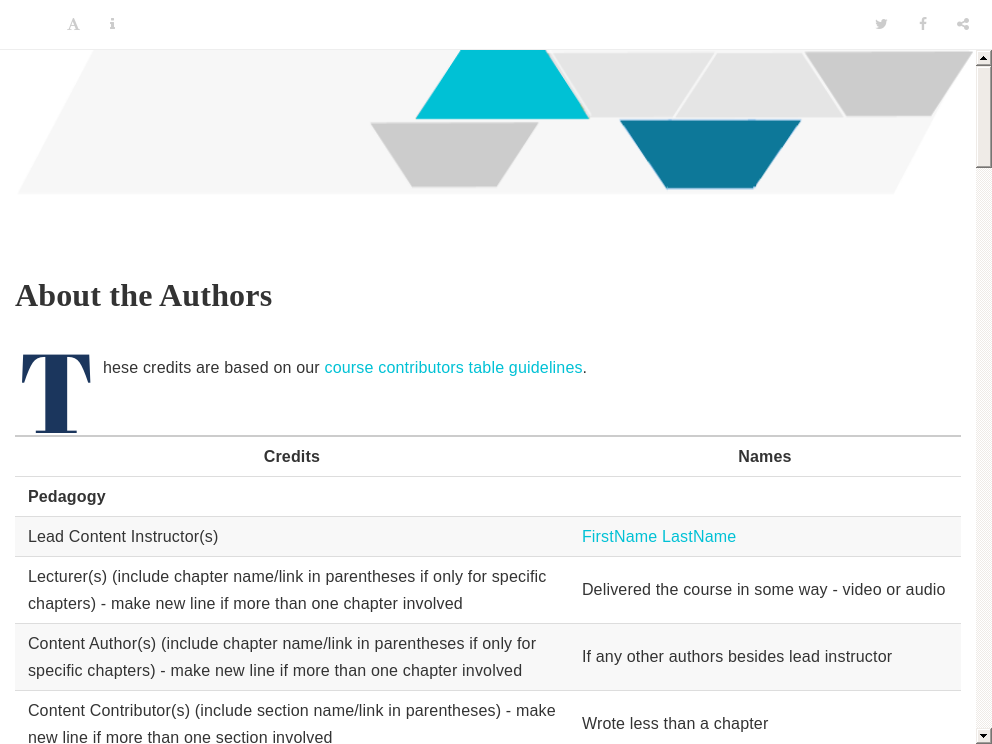 About the Authors
These credits are based on our course contributors table guidelines.
Credits Names
Pedagogy
Lead Content Instructor(s) FirstName LastName
Lecturer(s) (include chapter name/link in parentheses if only for specific
chapters) - make new line if more than one chapter involved
Delivered the course in some way - video or audio
Content Author(s) (include chapter name/link in parentheses if only for
specific chapters) - make new line if more than one chapter involved
If any other authors besides lead instructor
Content Contributor(s) (include section name/link in parentheses) - make
new line if more than one section involved
Wrote less than a chapter